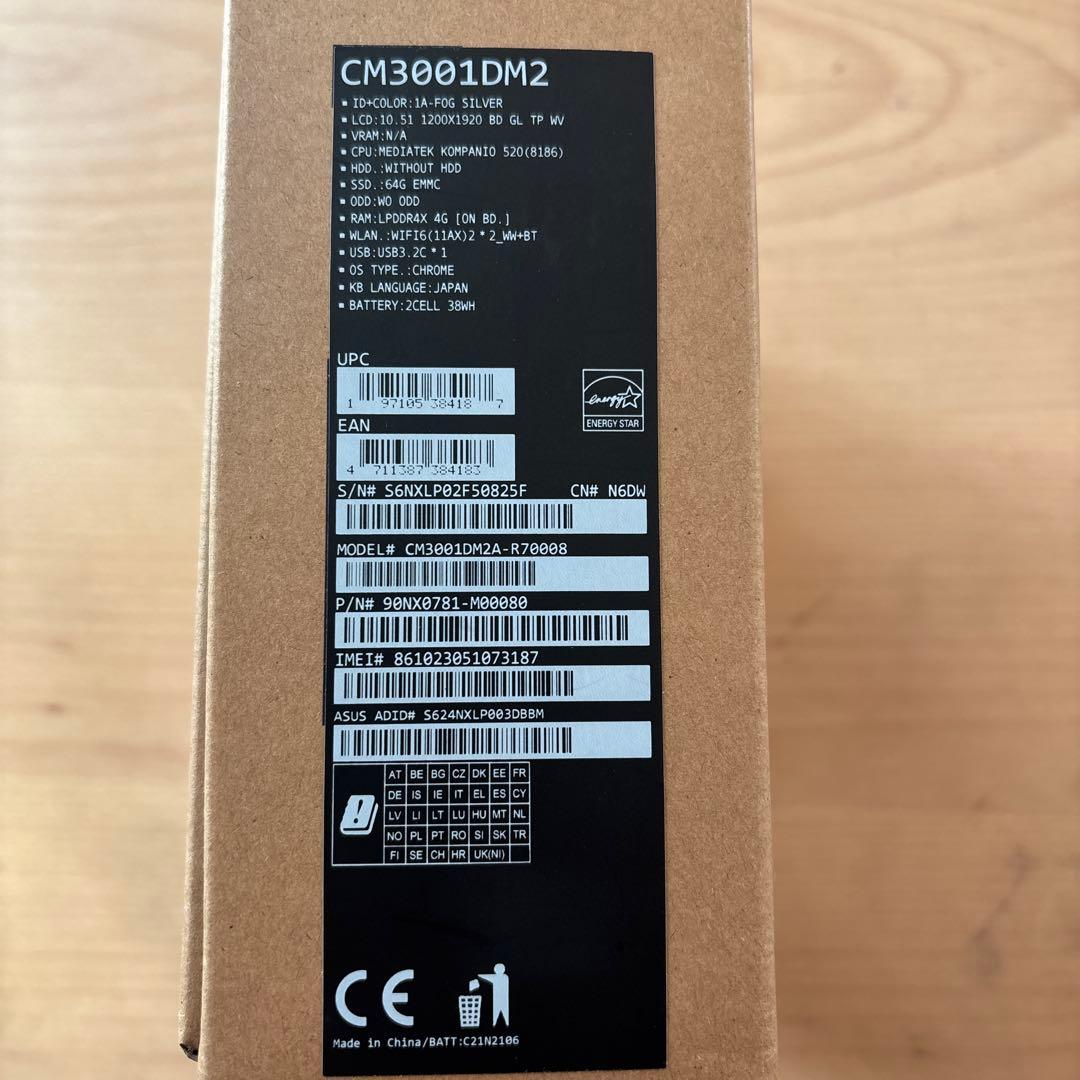 CM3001DM2
▪ ID+COLOR:1A-FOG SILVER
▪ LCD:10.51 1200X1920 BD GL TP WV
▪ VRAM:N/A
▪ CPU:MEDIATEK KOMPANIO 520(8186)
▪ HDD.:WITHOUT HDD
▪ SSD.:64G EMMC
▪ ODD:WO ODD
▪ RAM:LPDDR4X 4G [ON BD.]
▪ WLAN.:WIFI6(11AX)2*2_WW+BT
▪ USB:USB3.2C*1
▪ OS TYPE.:CHROME
▪ KB LANGUAGE:JAPAN
▪ BATTERY:2CELL 38WH
UPC
1 97105 38418 7
energy
ENERGY STAR
EAN
4 711387 384183
S/N# S6NXLP02F50825F CN# N6DW
MODEL# CM3001DM2A-R70008
P/N# 90NX0781-M00080
IMEI# 861023051073187
ASUS ADID# S624NXLP003DBBM
AT BE BG CZ DK EE FR
DE IS IE IT EL ES CY
LV LI LT LU HU MT NL
NO PL PT RO SI SK TR
FI SE CH HR UK(NI)
CE
Made in China/BATT:C21N2106